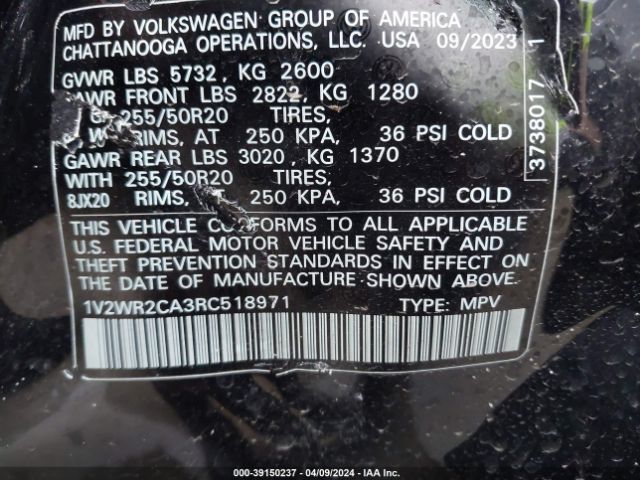 MFD BY VOLKSWAGEN GROUP OF AMERICA
CHATTANOOGA OPERATIONS, LLC. USA 09/2023
GVWR LBS 5732, KG 2600
AWR FRONT LBS 2822, KG 1280
255/50R20 TIRES,
RIMS, AT 250 KPA, 36 PSI COLD
GAWR REAR LBS 3020, KG 1370
WITH 255/50R20 TIRES,
8JX20 RIMS, 250 KPA, 36 PSI COLD
THIS VEHICLE CONFORMS TO ALL APPLICABLE
U.S. FEDERAL MOTOR VEHICLE SAFETY AND
THEFT PREVENTION STANDARDS IN EFFECT ON
THE DATE OF MANUFACTURE SHOWN ABOVE.
1V2WR2CA3RC518971 TYPE: MPV
3738017 1
000-39150237 - 04/09/2024 - IAA Inc.